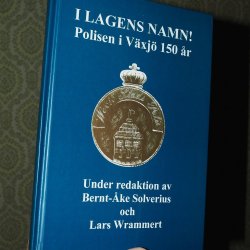 I LAGENS NAMN!
Polisen i Växjö 150 år
Under redaktion av
Bernt-Åke Solverius
och
Lars Wrammert